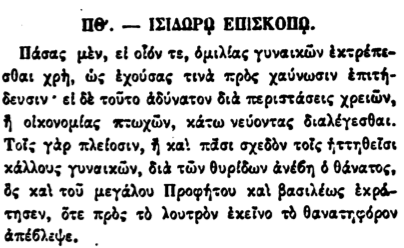 ΠΘ'. — ΙΣΙΔΩΡῼ ΕΠΙΣΚΟΠῼ.
Πάσας μὲν, εἰ οἷόν τε, ὁμιλίας γυναικῶν ἐκτρέπε-
σθαι χρὴ, ὡς ἐχούσας τινὰ πρὸς χαύνωσιν ἐπιτή-
δευσιν· εἰ δὲ τοῦτο ἀδύνατον διὰ περιστάσεις χρειῶν,
ἢ οἰκονομίας πτωχῶν, κάτω νεύοντας διαλέγεσθαι.
Τοῖς γὰρ πλείοσιν, ἢ καὶ πᾶσι σχεδὸν τοῖς ἡττηθεῖσι
κάλλους γυναικῶν, διὰ τῶν θυρίδων ἀνέβη ὁ θάνατος,
ὃς καὶ τοῦ μεγάλου Προφήτου καὶ βασιλέως ἐκρά-
τησεν, ὅτε πρὸς τὸ λουτρὸν ἐκεῖνο τὸ θανατηφόρον
ἀπέβλεψε.